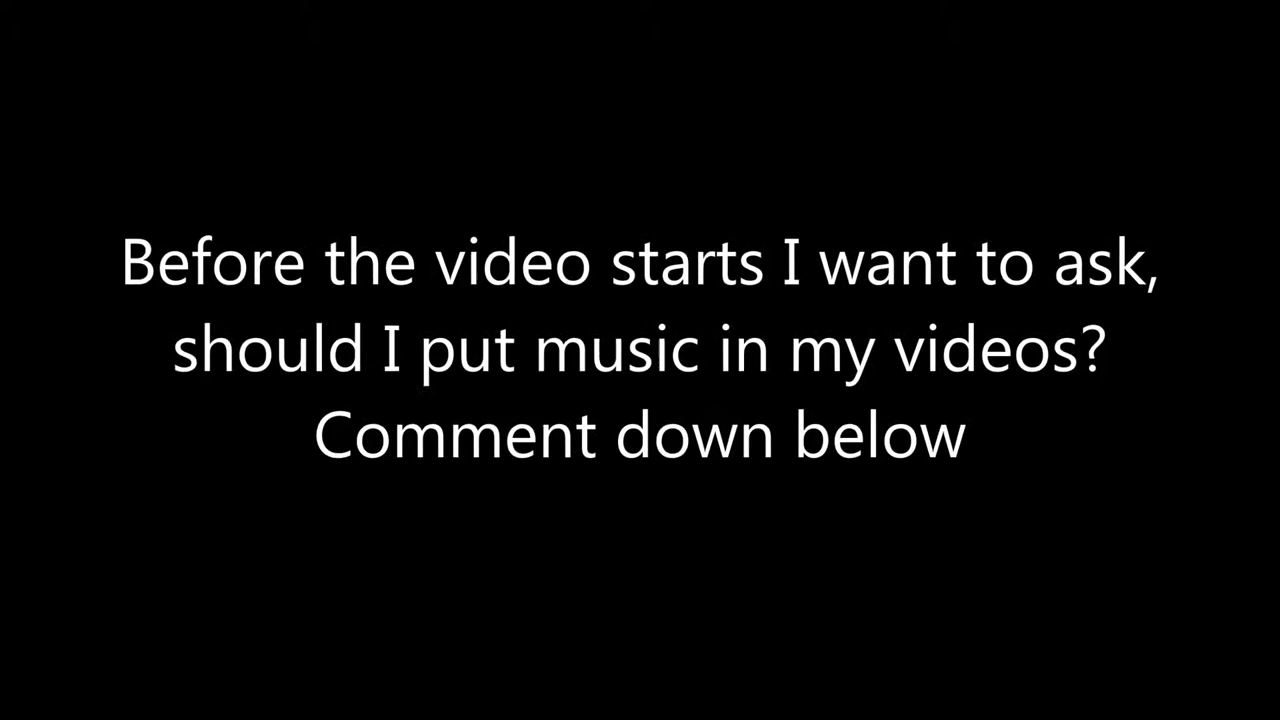 Before the video starts I want to ask,
should I put music in my videos?
Comment down below